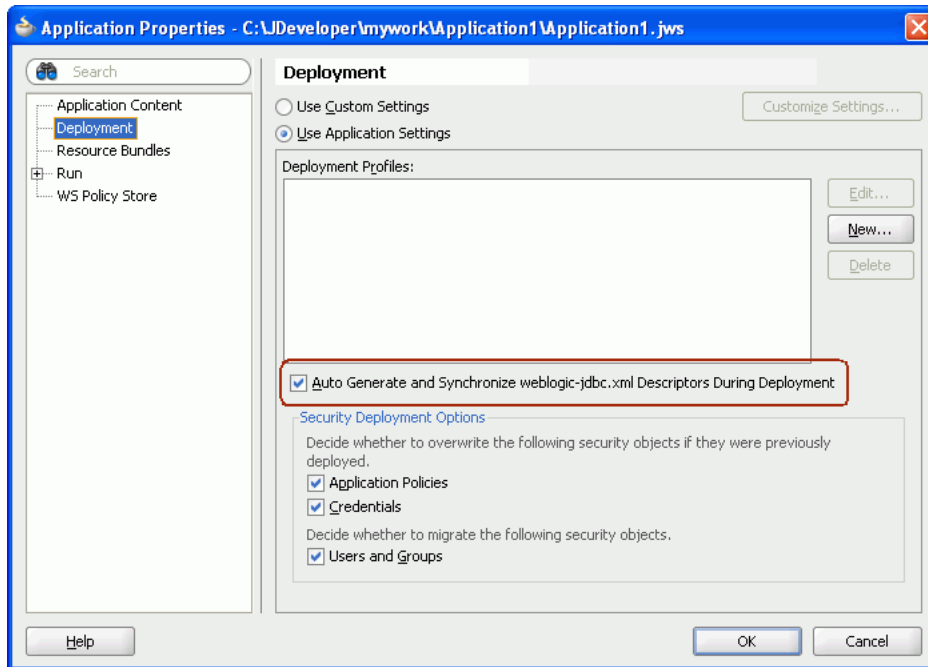 Application Properties - C:\JDeveloper\mywork\Application1\Application1.jws
Search
Application Content
Deployment
Resource Bundles
Run
WS Policy Store
Deployment
Use Custom Settings
Customize Settings...
Use Application Settings
Deployment Profiles:
Edit...
New...
Delete
Auto Generate and Synchronize weblogic-jdbc.xml Descriptors During Deployment
Security Deployment Options
Decide whether to overwrite the following security objects if they were previously
deployed.
Application Policies
Credentials
Decide whether to migrate the following security objects.
Users and Groups
Help
OK
Cancel